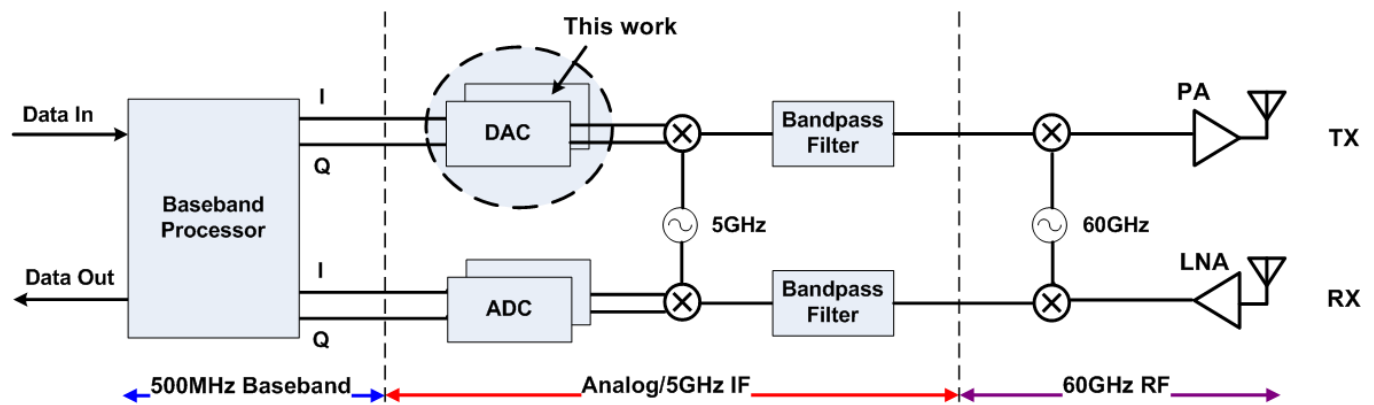 This work
Data In
I
Q
DAC
Bandpass
Filter
PA
TX
Baseband
Processor
5GHz
60GHz
Data Out
I
Q
ADC
Bandpass
Filter
LNA
RX
500MHz Baseband
Analog/5GHz IF
60GHz RF